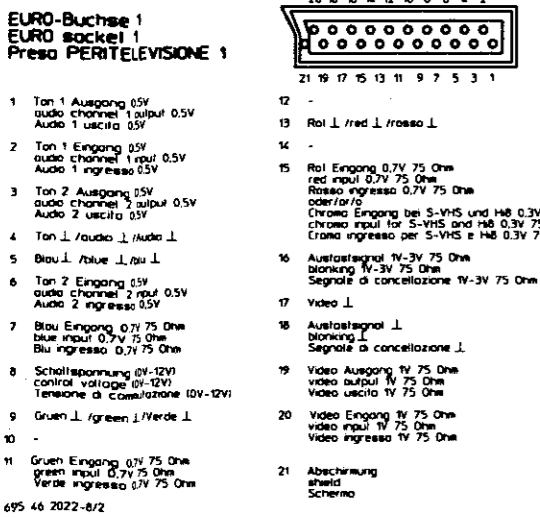 EURO-Buchse 1
EURO socket 1
Presa PERITELEVISIONE 1
20 18 16 14 12 10 8 6 4 2
21 19 17 15 13 11 9 7 5 3 1
1 Ton 1 Ausgang 0.5V
audio channel 1 output 0.5V
Audio 1 uscita 0.5V
2 Ton 1 Eingang 0.5V
audio channel 1 input 0.5V
Audio 1 ingresso 0.5V
3 Ton 2 Ausgang 0.5V
audio channel 2 output 0.5V
Audio 2 uscita 0.5V
4 Ton ⊥ /audio ⊥ /Audio ⊥
5 Blau ⊥ /blue ⊥ /blu ⊥
6 Ton 2 Eingang 0.5V
audio channel 2 input 0.5V
Audio 2 ingresso 0.5V
7 Blau Eingang 0.7V 75 Ohm
blue input 0.7V 75 Ohm
Blu ingresso 0.7V 75 Ohm
8 Schaltspannung (0V-12V)
control voltage (0V-12V)
Tensione di comutazione (0V-12V)
9 Gruen ⊥ /green ⊥ /Verde ⊥
10 -
11 Gruen Eingang 0.7V 75 Ohm
green input 0.7V 75 Ohm
Verde ingresso 0.7V 75 Ohm
695 46 2022-8/2
12 -
13 Rot ⊥ /red ⊥ /rosso ⊥
14 -
15 Rot Eingang 0.7V 75 Ohm
red input 0.7V 75 Ohm
Rosso ingresso 0.7V 75 Ohm
oder/or/o
Chroma Eingang bei S-VHS und Hi8 0.3V
chroma input for S-VHS and Hi8 0.3V 75
Croma ingresso per S-VHS e Hi8 0.3V 7
16 Austastsignal 1V-3V 75 Ohm
blanking 1V-3V 75 Ohm
Segnale di cancellazione 1V-3V 75 Ohm
17 Video ⊥
18 Austastsignal ⊥
blanking ⊥
Segnale di cancellazione ⊥
19 Video Ausgang 1V 75 Ohm
video output 1V 75 Ohm
Video uscita 1V 75 Ohm
20 Video Eingang 1V 75 Ohm
video input 1V 75 Ohm
Video ingresso 1V 75 Ohm
21 Abschirmung
shield
Schermo